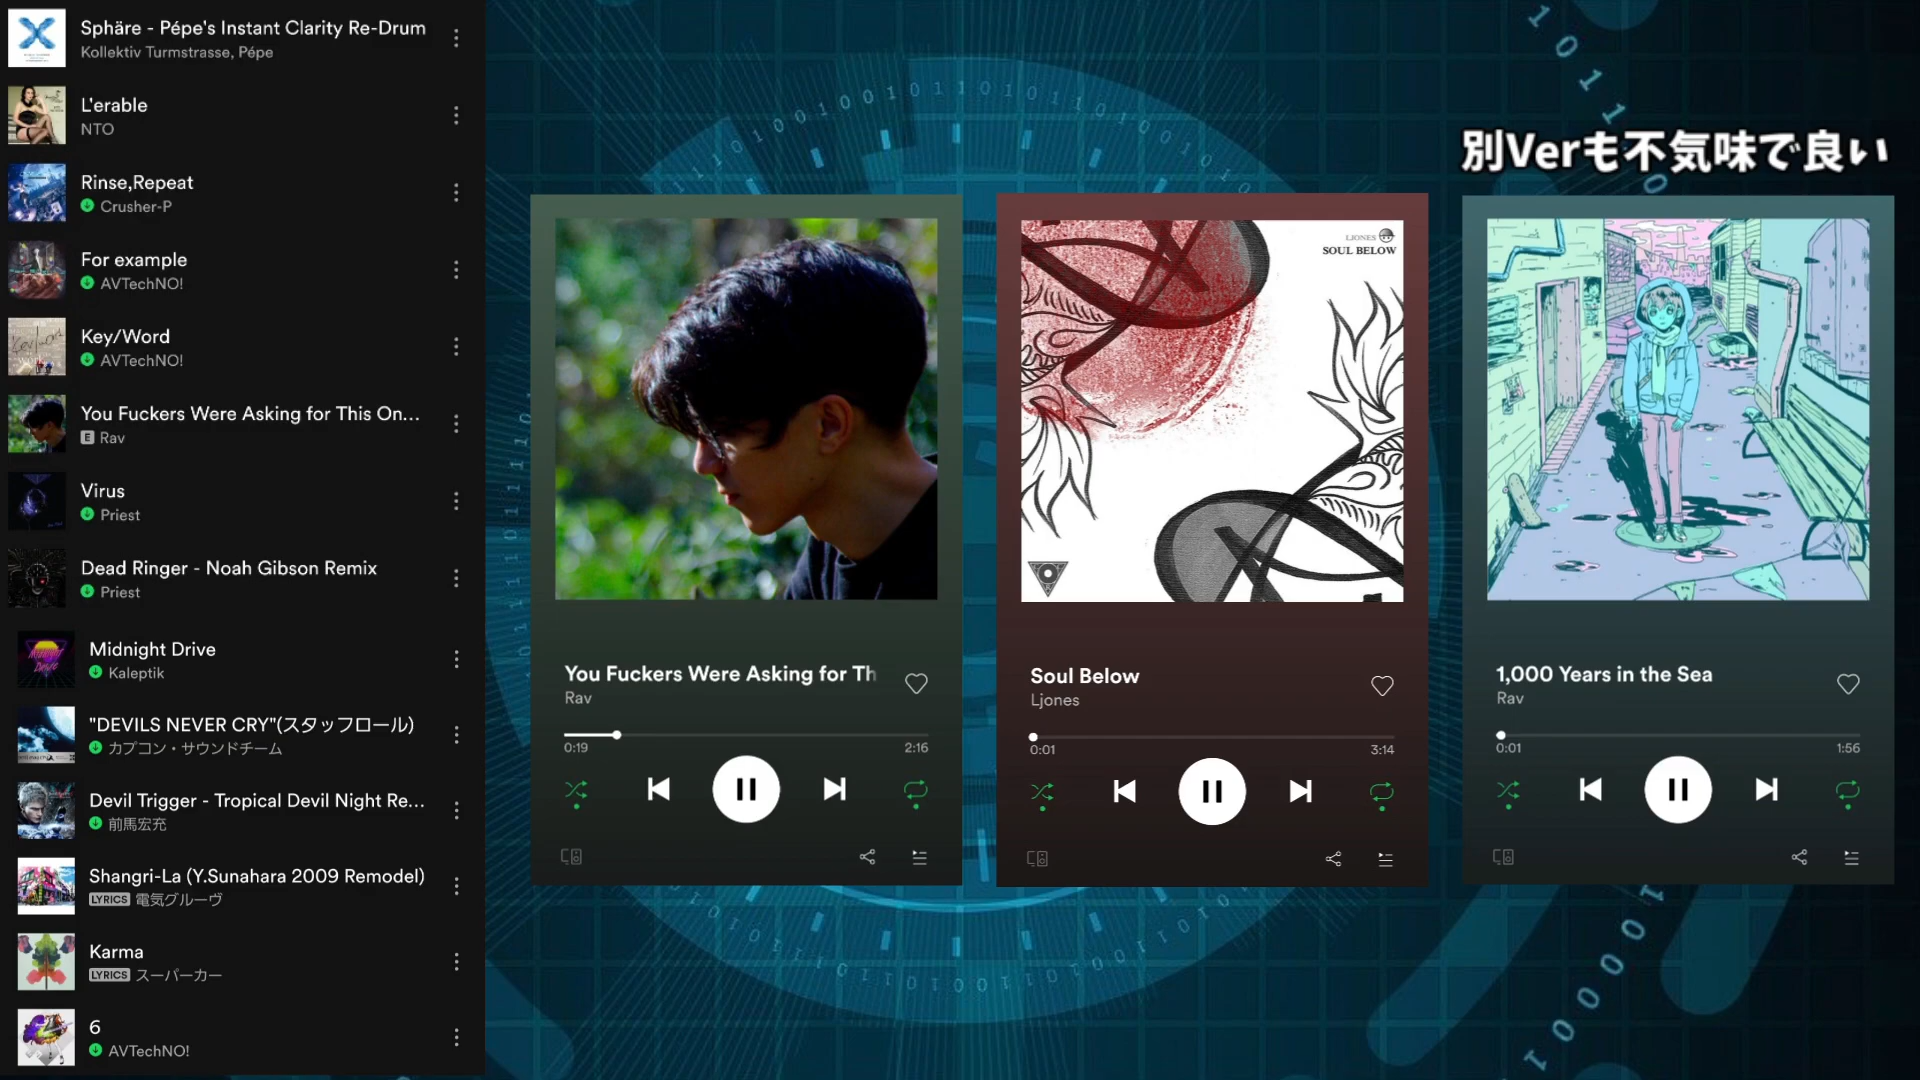 Sphäre - Pépe's Instant Clarity Re-Drum
Kollektiv Turmstrasse, Pépe
L'erable
NTO
Rinse,Repeat
Crusher-P
For example
AVTechNO!
Key/Word
AVTechNO!
You Fuckers Were Asking for This On...
E Rav
Virus
Priest
Dead Ringer - Noah Gibson Remix
Priest
Midnight Drive
Kaleptik
"DEVILS NEVER CRY"(スタッフロール)
カプコン・サウンドチーム
Devil Trigger - Tropical Devil Night Re...
前馬宏充
Shangri-La (Y.Sunahara 2009 Remodel)
LYRICS 電気グルーヴ
Karma
LYRICS スーパーカー
6
AVTechNO!
You Fuckers Were Asking for Th
Rav
0:19 2:16
LJONES
SOUL BELOW
Soul Below
Ljones
0:01 3:14
別Verも不気味で良い
1,000 Years in the Sea
Rav
0:01 1:56